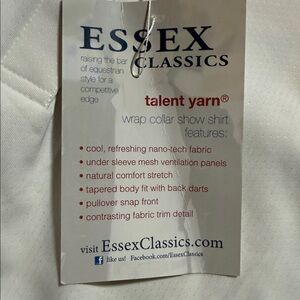 ESSEX
CLASSICS
raising the bar
of equestrian
style for a
competitive
edge
talent yarn®
wrap collar show shirt
features:
• cool, refreshing nano-tech fabric
• under sleeve mesh ventilation panels
• natural comfort stretch
• tapered body fit with back darts
• pullover snap front
• contrasting fabric trim detail
visit EssexClassics.com
f like us! Facebook.com/EssexClassics